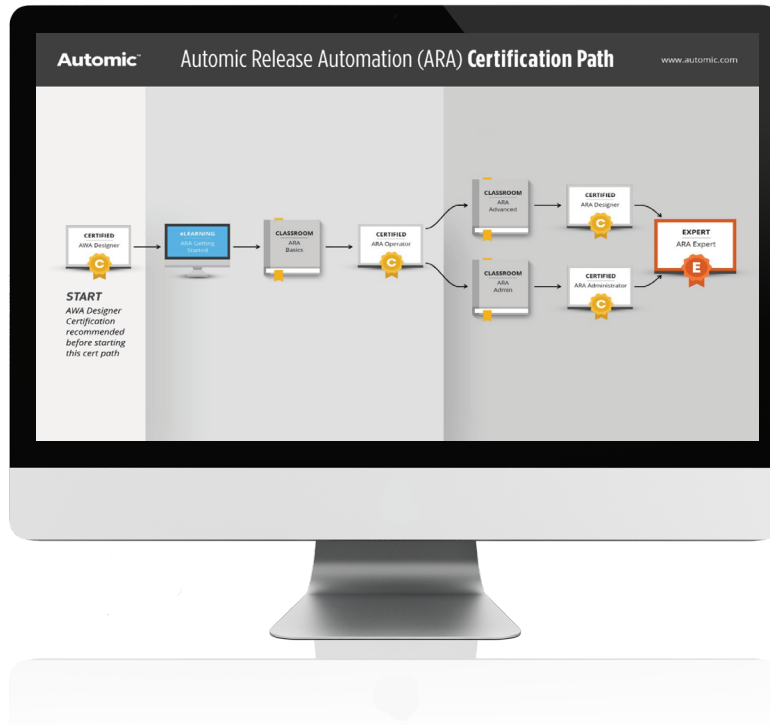 Automic™
Automic Release Automation (ARA) Certification Path
www.automic.com
CERTIFIED
AWA Designer
C
START
AWA Designer
Certification
recommended
before starting
this cert path
eLEARNING
ARA Getting
Started
CLASSROOM
ARA
Basics
CERTIFIED
ARA Operator
C
CLASSROOM
ARA
Advanced
CERTIFIED
ARA Designer
C
CLASSROOM
ARA
Admin
CERTIFIED
ARA Administrator
C
EXPERT
ARA Expert
E